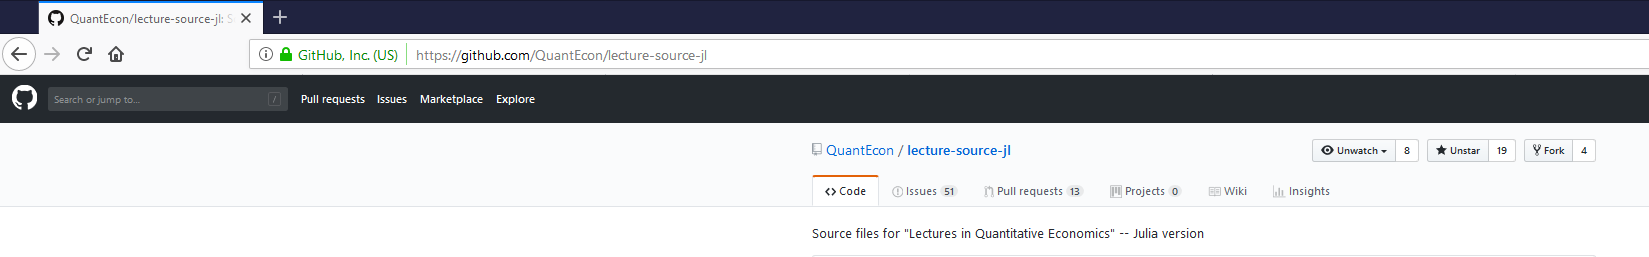 QuantEcon/lecture-source-jl: S
GitHub, Inc. (US) https://github.com/QuantEcon/lecture-source-jl
Search or jump to... / Pull requests Issues Marketplace Explore
QuantEcon / lecture-source-jl Unwatch 8 Unstar 19 Fork 4
Code Issues 51 Pull requests 13 Projects 0 Wiki Insights
Source files for "Lectures in Quantitative Economics" -- Julia version